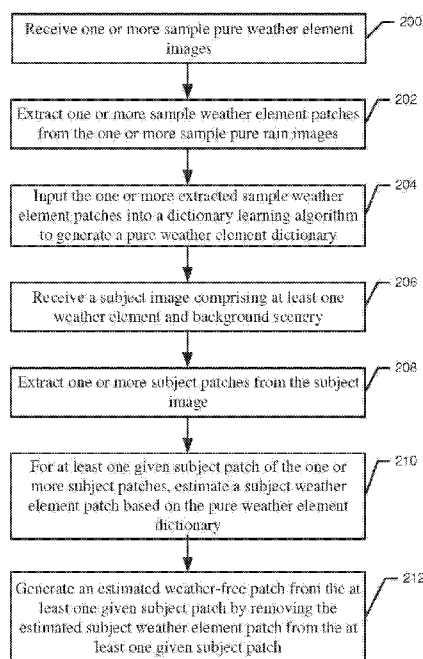 Receive one or more sample pure weather element
images
200
Extract one or more sample weather element patches
from the one or more sample pure rain images
202
Input the one or more extracted sample weather
element patches into a dictionary learning algorithm
to generate a pure weather element dictionary
204
Receive a subject image comprising at least one
weather element and background scenery
206
Extract one or more subject patches from the subject
image
208
For at least one given subject patch of the one or
more subject patches, estimate a subject weather
element patch based on the pure weather element
dictionary
210
Generate an estimated weather-free patch from the at
least one given subject patch by removing the
estimated subject weather element patch from the at
least one given subject patch
212